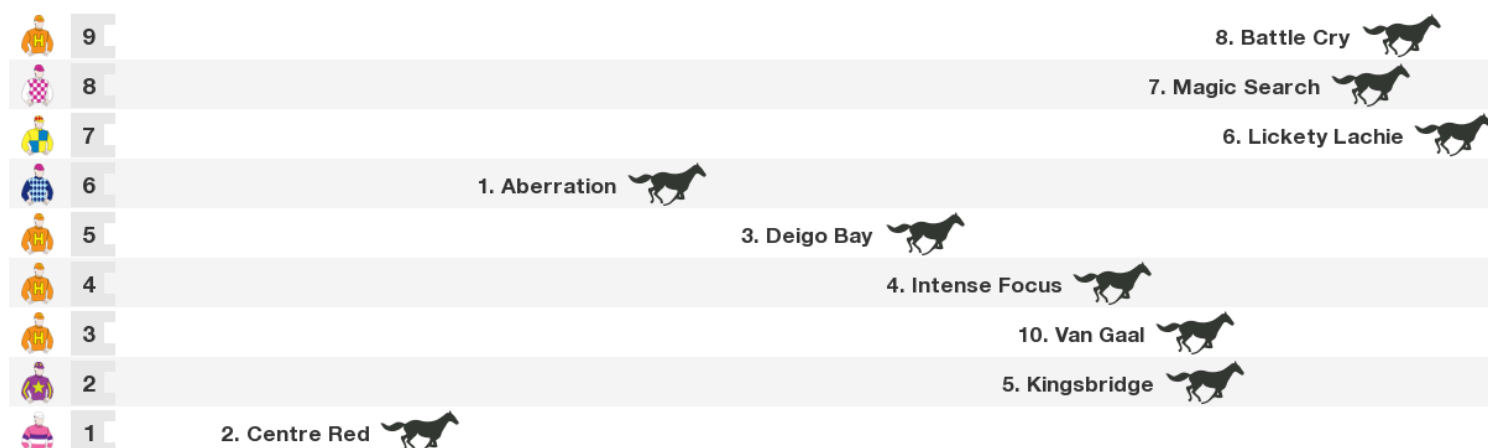 9 8. Battle Cry
8 7. Magic Search
7 6. Lickety Lachie
6 1. Aberration
5 3. Deigo Bay
4 4. Intense Focus
3 10. Van Gaal
2 5. Kingsbridge
1 2. Centre Red